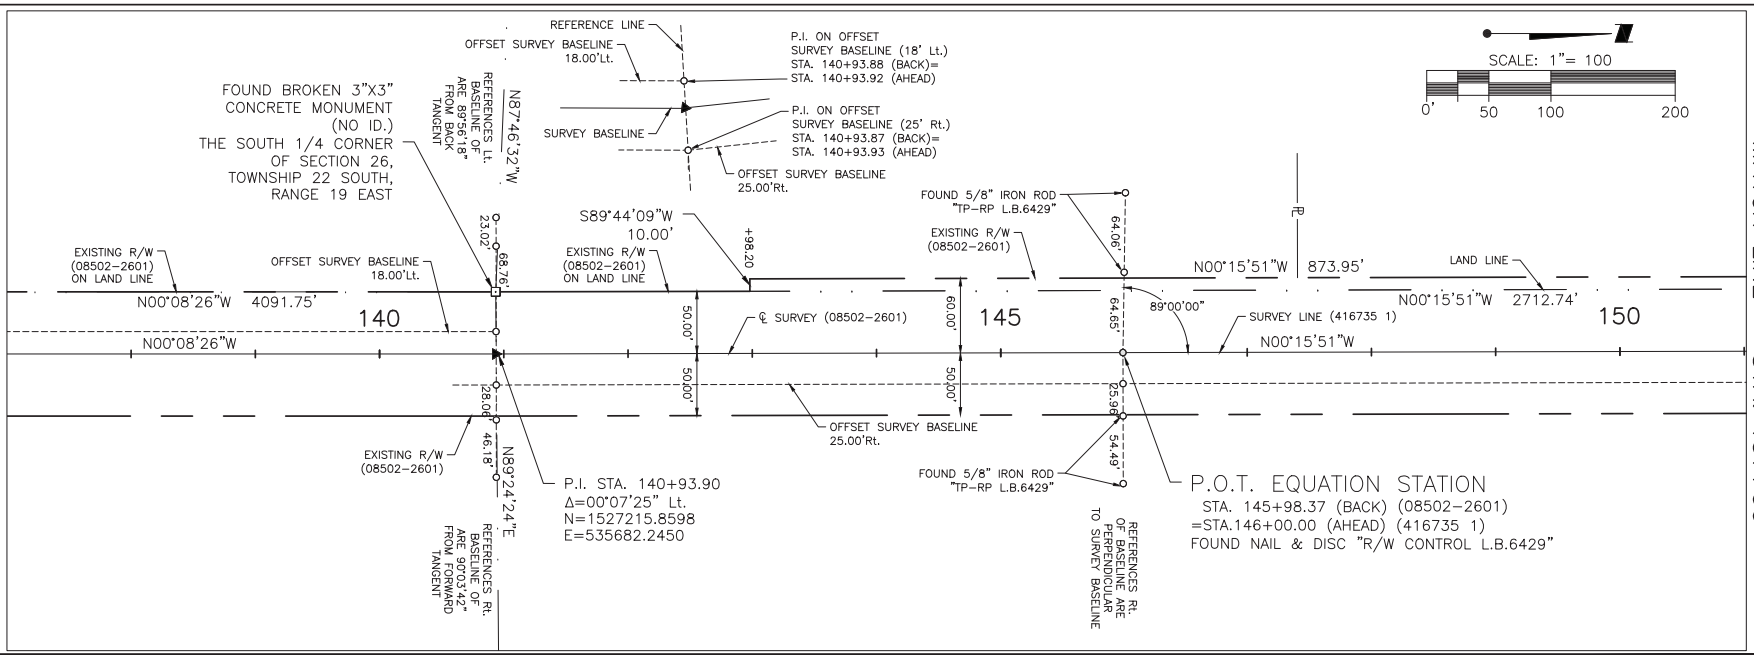 REFERENCE LINE
OFFSET SURVEY BASELINE
18.00'Lt.
P.I. ON OFFSET
SURVEY BASELINE (18' Lt.)
STA. 140+93.88 (BACK)=
STA. 140+93.92 (AHEAD)
P.I. ON OFFSET
SURVEY BASELINE (25' Rt.)
STA. 140+93.87 (BACK)=
STA. 140+93.93 (AHEAD)
SURVEY BASELINE
OFFSET SURVEY BASELINE
25.00'Rt.
SCALE: 1"= 100
0' 50 100 200
FOUND BROKEN 3"X3"
CONCRETE MONUMENT
(NO ID.)
THE SOUTH 1/4 CORNER
OF SECTION 26,
TOWNSHIP 22 SOUTH,
RANGE 19 EAST
REFERENCES Lt.
BASELINE OF
ARE 89°56'18"
FROM BACK
TANGENT
N87°46'32"W
23.02'
68.76'
S89°44'09"W
10.00'
+98.20
EXISTING R/W
(08502-2601)
ON LAND LINE
OFFSET SURVEY BASELINE
18.00'Lt.
EXISTING R/W
(08502-2601)
ON LAND LINE
FOUND 5/8" IRON ROD
"TP-RP L.B.6429"
EXISTING R/W
(08502-2601)
64.06'
PL
N00°15'51"W 873.95'
LAND LINE
N00°08'26"W 4091.75'
N00°15'51"W 2712.74'
140
50.00'
℄ SURVEY (08502-2601)
60.00'
145
64.65'
89°00'00"
SURVEY LINE (416735 1)
150
N00°08'26"W
N00°15'51"W
28.06'
46.18'
50.00'
50.00'
25.96'
54.49'
EXISTING R/W
(08502-2601)
OFFSET SURVEY BASELINE
25.00'Rt.
N89°24'24"E
REFERENCES Rt.
BASELINE OF
ARE 90°03'42"
FROM FORWARD
TANGENT
P.I. STA. 140+93.90
Δ=00°07'25" Lt.
N=1527215.8598
E=535682.2450
FOUND 5/8" IRON ROD
"TP-RP L.B.6429"
REFERENCES Rt.
OF BASELINE ARE
PERPENDICULAR
TO SURVEY BASELINE
P.O.T. EQUATION STATION
STA. 145+98.37 (BACK) (08502-2601)
=STA.146+00.00 (AHEAD) (416735 1)
FOUND NAIL & DISC "R/W CONTROL L.B.6429"